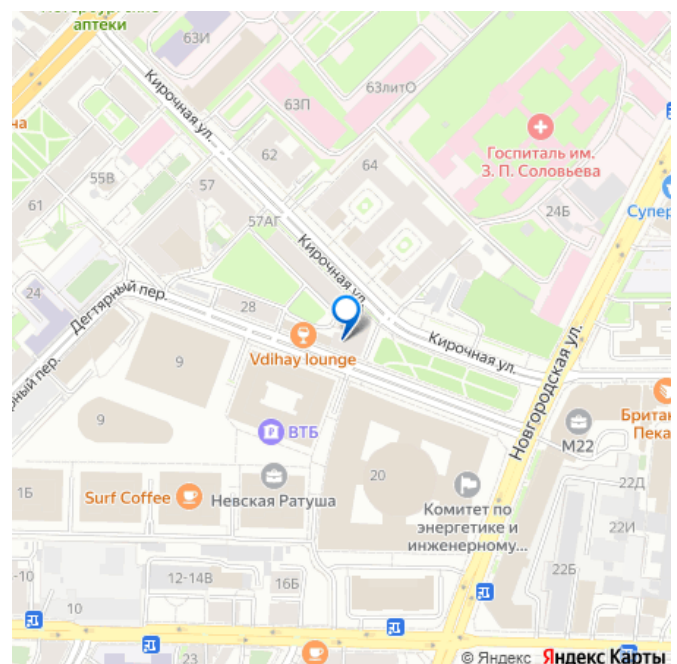 аптеки
63И
Кирочная ул.
63литО
63П
на
62
64
Госпиталь им.
З. П. Соловьева
55В
57
61
24Б
Супер
57АГ
Кирочная ул.
24
Дегтярный пер.
28
Vdihay lounge
Кирочная ул.
9
Новгородская ул.
9
ВТБ
Британ
Пека
М22
20
1Б
Surf Coffee
Невская Ратуша
Комитет по
энергетике и
инженерному...
22Д
22И
-10
12-14В
16Б
22Б
10
© Яндекс Яндекс Карты